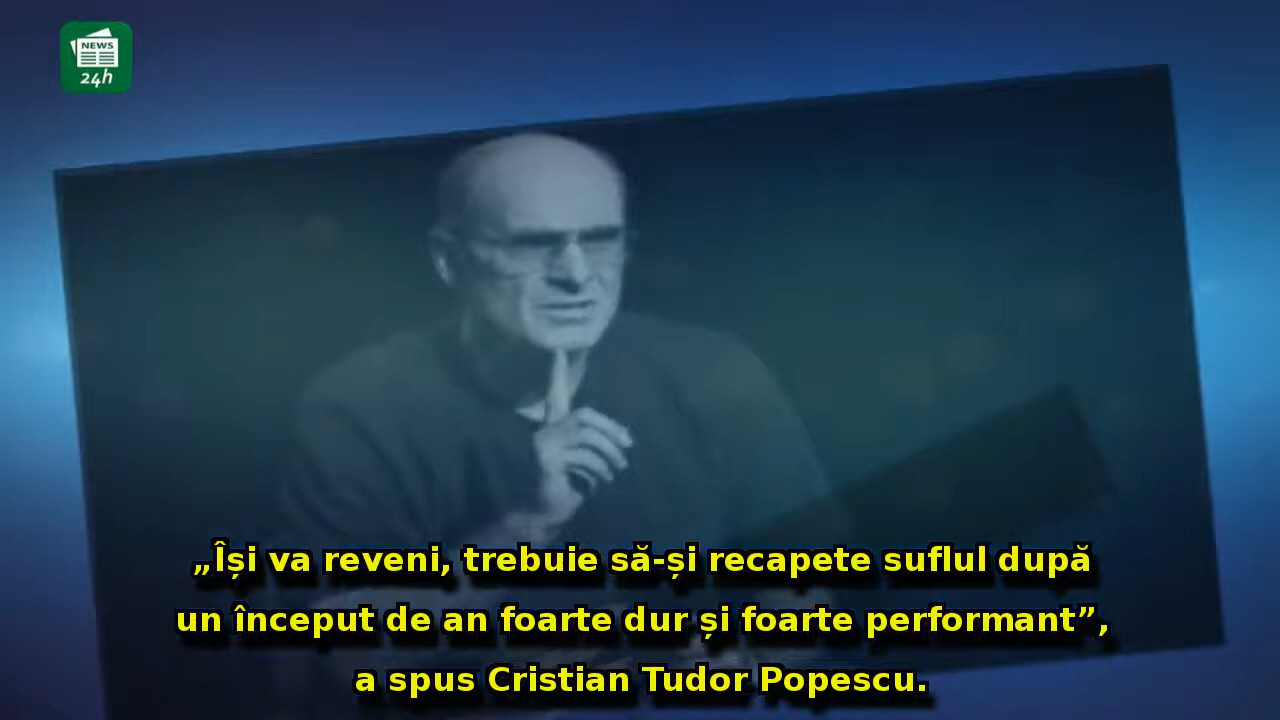 NEWS
24h
„Își va reveni, trebuie să-și recapete suflul după
un început de an foarte dur și foarte performant”,
a spus Cristian Tudor Popescu.